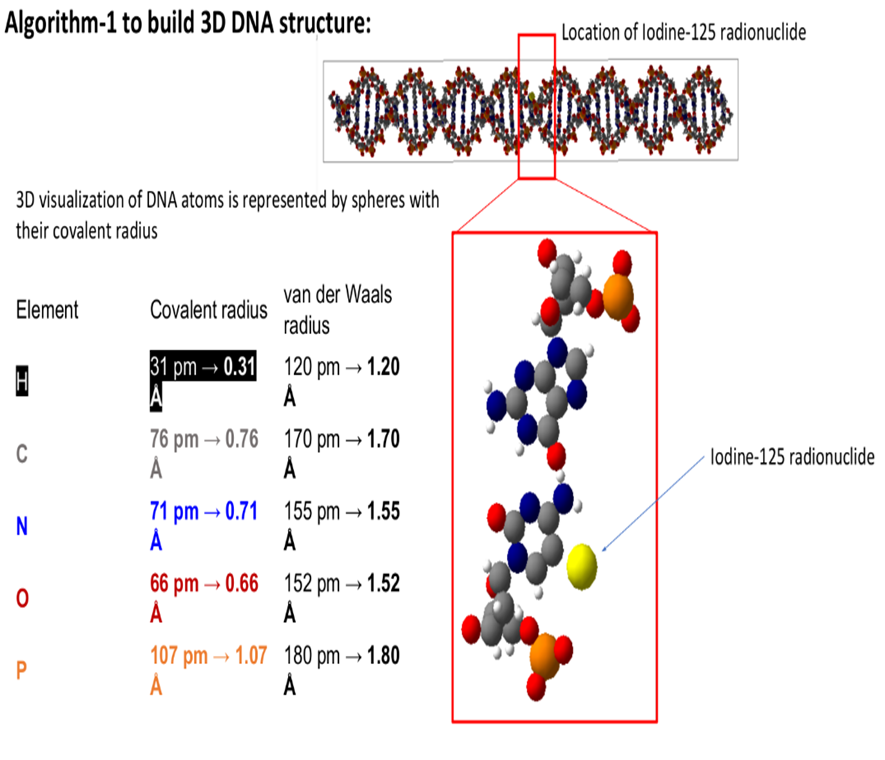 Algorithm-1 to build 3D DNA structure:
Location of Iodine-125 radionuclide
3D visualization of DNA atoms is represented by spheres with
their covalent radius
Element
Covalent radius
van der Waals
radius
H
31 pm → 0.31
Å
120 pm → 1.20
Å
C
76 pm → 0.76
Å
170 pm → 1.70
Å
N
71 pm → 0.71
Å
155 pm → 1.55
Å
O
66 pm → 0.66
Å
152 pm → 1.52
Å
P
107 pm → 1.07
Å
180 pm → 1.80
Å
Iodine-125 radionuclide